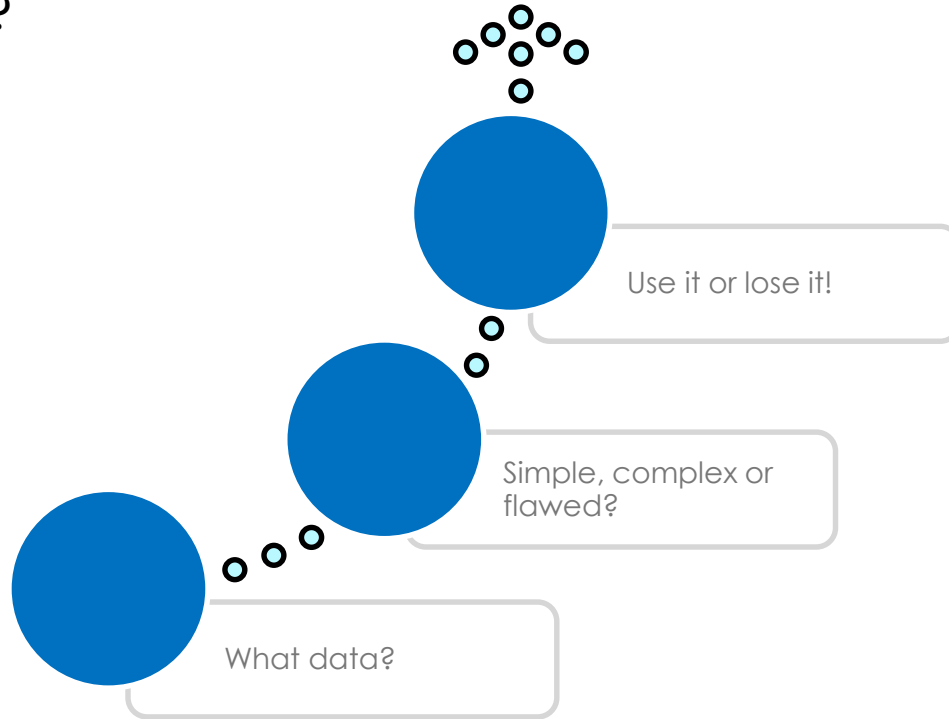 ?
Use it or lose it!
Simple, complex or
flawed?
What data?